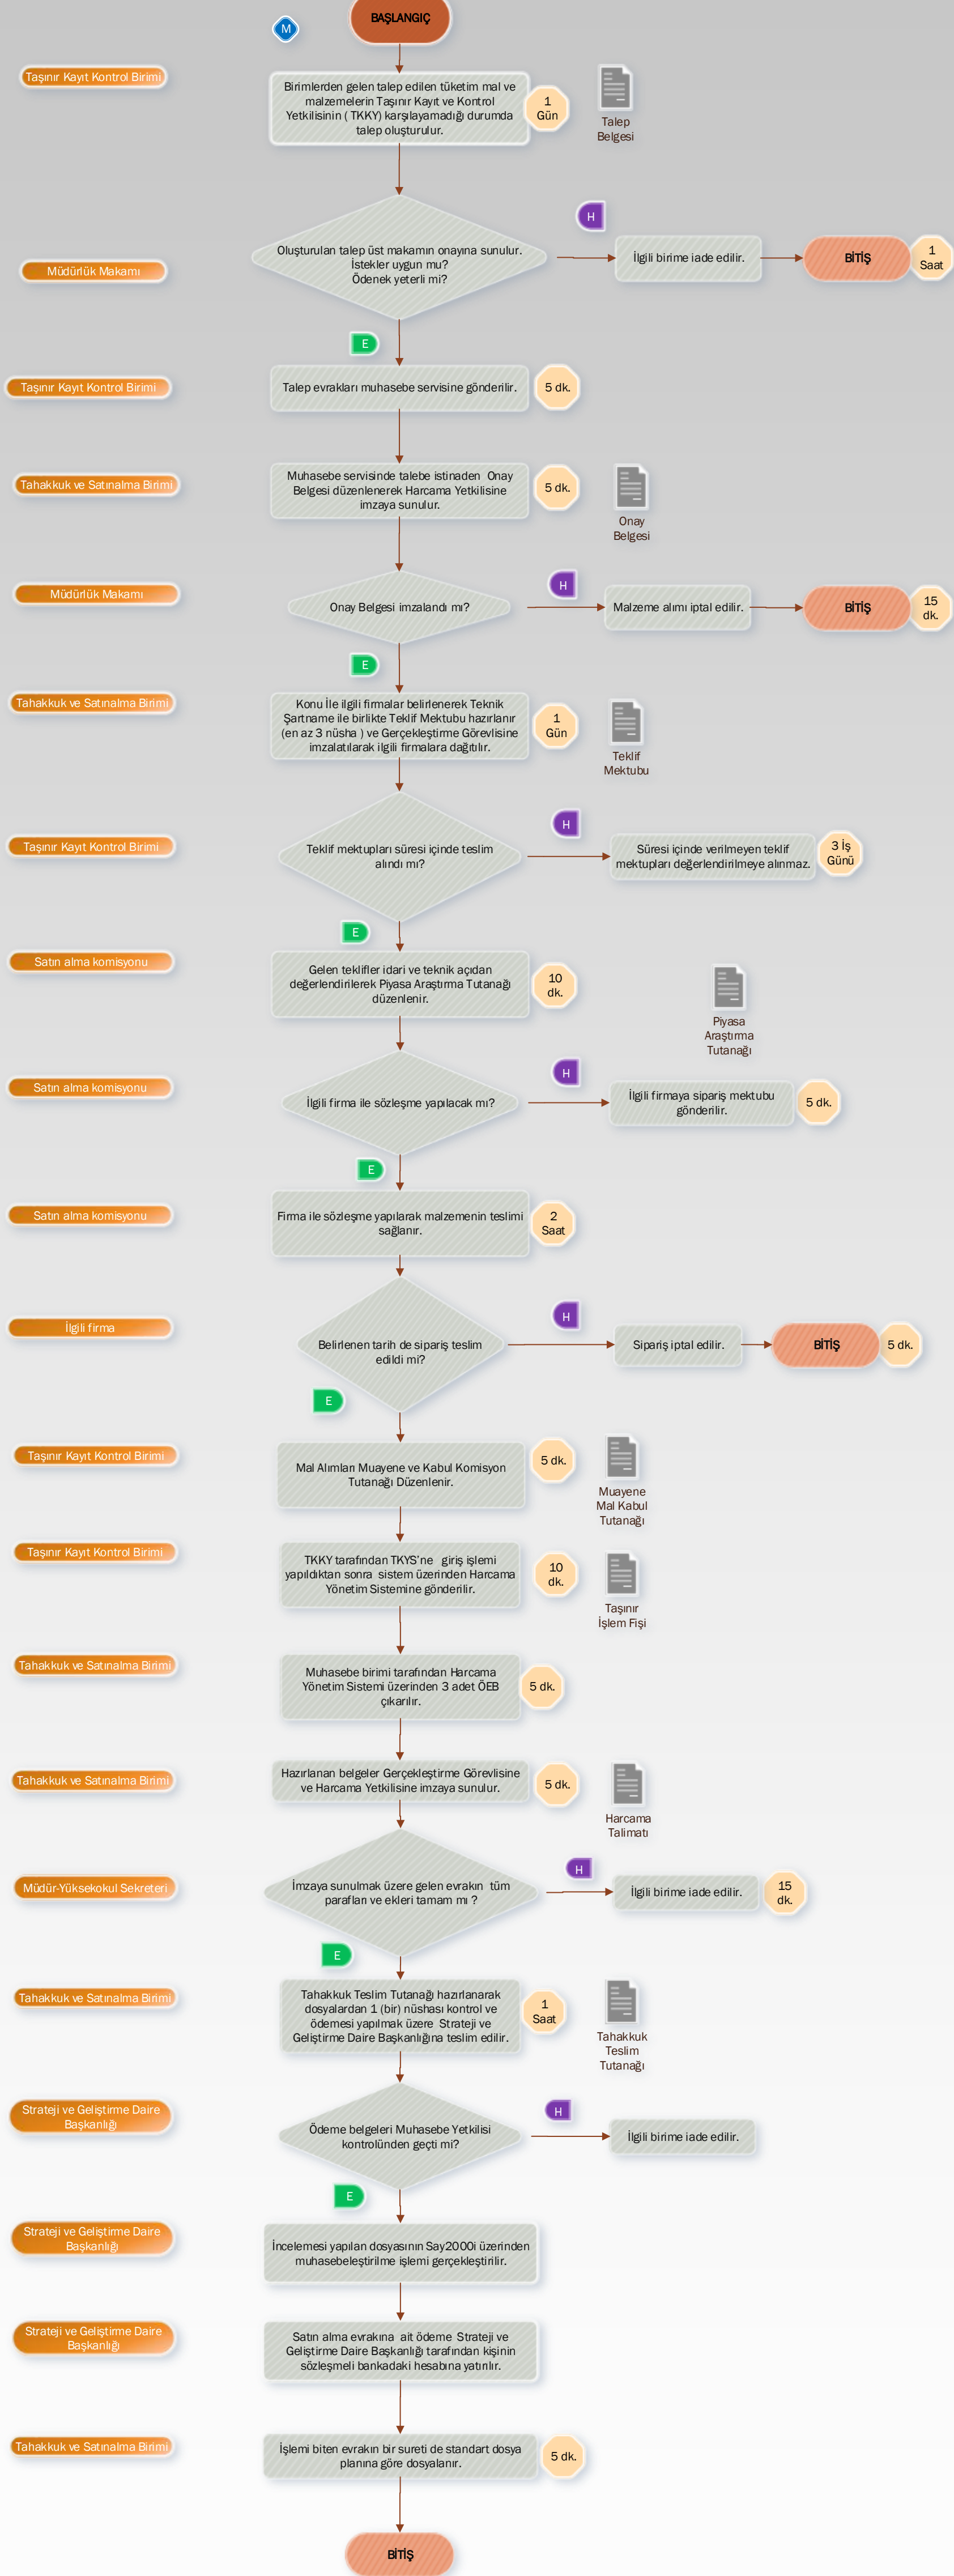 BAŞLANGIÇ
M
Taşınır Kayıt Kontrol Birimi
Birimlerden gelen talep edilen tüketim mal ve
malzemelerin Taşınır Kayıt ve Kontrol
Yetkilisinin ( TKKY) karşılayamadığı durumda
talep oluşturulur.
1
Gün
Talep
Belgesi
Müdürlük Makamı
Oluşturulan talep üst makamın onayına sunulur.
İstekler uygun mu?
Ödenek yeterli mi?
H
İlgili birime iade edilir.
BİTİŞ
1
Saat
E
Taşınır Kayıt Kontrol Birimi
Talep evrakları muhasebe servisine gönderilir.
5 dk.
Tahakkuk ve Satınalma Birimi
Muhasebe servisinde talebe istinaden Onay
Belgesi düzenlenerek Harcama Yetkilisine
imzaya sunulur.
5 dk.
Onay
Belgesi
Müdürlük Makamı
Onay Belgesi imzalandı mı?
H
Malzeme alımı iptal edilir.
BİTİŞ
15
dk.
E
Tahakkuk ve Satınalma Birimi
Konu İle ilgili firmalar belirlenerek Teknik
Şartname ile birlikte Teklif Mektubu hazırlanır
(en az 3 nüsha ) ve Gerçekleştirme Görevlisine
imzalatılarak ilgili firmalara dağıtılır.
1
Gün
Teklif
Mektubu
Taşınır Kayıt Kontrol Birimi
Teklif mektupları süresi içinde teslim
alındı mı?
H
Süresi içinde verilmeyen teklif
mektupları değerlendirilmeye alınmaz.
3 İş
Günü
E
Satın alma komisyonu
Gelen teklifler idari ve teknik açıdan
değerlendirilerek Piyasa Araştırma Tutanağı
düzenlenir.
10
dk.
Piyasa
Araştırma
Tutanağı
Satın alma komisyonu
İlgili firma ile sözleşme yapılacak mı?
H
İlgili firmaya sipariş mektubu
gönderilir.
5 dk.
E
Satın alma komisyonu
Firma ile sözleşme yapılarak malzemenin teslimi
sağlanır.
2
Saat
İlgili firma
Belirlenen tarih de sipariş teslim
edildi mi?
H
Sipariş iptal edilir.
BİTİŞ
5 dk.
E
Taşınır Kayıt Kontrol Birimi
Mal Alımları Muayene ve Kabul Komisyon
Tutanağı Düzenlenir.
5 dk.
Muayene
Mal Kabul
Tutanağı
Taşınır Kayıt Kontrol Birimi
TKKY tarafından TKYS'ne giriş işlemi
yapıldıktan sonra sistem üzerinden Harcama
Yönetim Sistemine gönderilir.
10
dk.
Taşınır
İşlem Fişi
Tahakkuk ve Satınalma Birimi
Muhasebe birimi tarafından Harcama
Yönetim Sistemi üzerinden 3 adet ÖEB
çıkarılır.
5 dk.
Tahakkuk ve Satınalma Birimi
Hazırlanan belgeler Gerçekleştirme Görevlisine
ve Harcama Yetkilisine imzaya sunulur.
5 dk.
Harcama
Talimatı
Müdür-Yüksekokul Sekreteri
İmzaya sunulmak üzere gelen evrakın tüm
parafları ve ekleri tamam mı ?
H
İlgili birime iade edilir.
15
dk.
E
Tahakkuk ve Satınalma Birimi
Tahakkuk Teslim Tutanağı hazırlanarak
dosyalardan 1 (bir) nüshası kontrol ve
ödemesi yapılmak üzere Strateji ve
Geliştirme Daire Başkanlığına teslim edilir.
1
Saat
Tahakkuk
Teslim
Tutanağı
Strateji ve Geliştirme Daire
Başkanlığı
Ödeme belgeleri Muhasebe Yetkilisi
kontrolünden geçti mi?
H
İlgili birime iade edilir.
E
Strateji ve Geliştirme Daire
Başkanlığı
İncelemesi yapılan dosyasının Say2000i üzerinden
muhasebeleştirilme işlemi gerçekleştirilir.
Strateji ve Geliştirme Daire
Başkanlığı
Satın alma evrakına ait ödeme Strateji ve
Geliştirme Daire Başkanlığı tarafından kişinin
sözleşmeli bankadaki hesabına yatırılır.
Tahakkuk ve Satınalma Birimi
İşlemi biten evrakın bir sureti de standart dosya
planına göre dosyalanır.
5 dk.
BİTİŞ